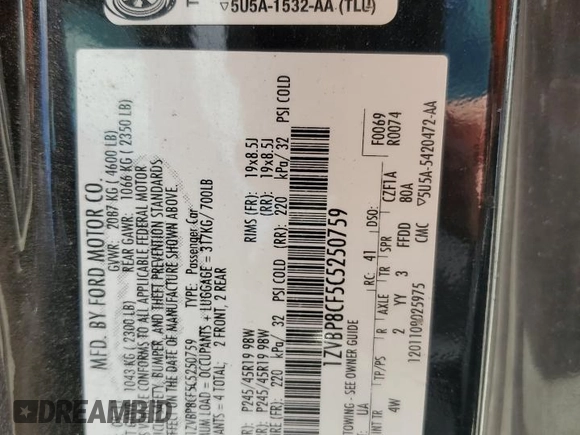 ▽5U5A-1532-AA (TLU)
MFD. BY FORD MOTOR CO.
GVWR: 2087 KG ( 4600 LB)
1043 KG ( 2300 LB) REAR GAWR: 1066 KG ( 2350 LB)
TO ALL APPLICABLE FEDERAL MOTOR
SAFETY, BUMPER, AND THEFT PREVENTION STANDARDS
DATE OF MANUFACTURE SHOWN ABOVE.
1ZVBP8CF5C5250759 TYPE: Passenger Car
LOAD = OCCUPANTS + LUGGAGE = 317KG/ 700LB
= 4 TOTAL: 2 FRONT, 2 REAR
P245/45R19 98W RIMS (FR): 19x8.5J
P245/45R19 98W (RR): 19x8.5J
220 kPa/ 32 PSI COLD (RR): 220 kPa/ 32 PSI COLD
1ZVBP8CF5C5250759
TOWING - SEE OWNER GUIDE
UA RC: 41 DSO: F0069
R0074
INT TR TP/PS R AXLE TR SPR
4W 2 YY 3 FFDD CZF1A
80A
CMC ▽5U5A-5420472-AA